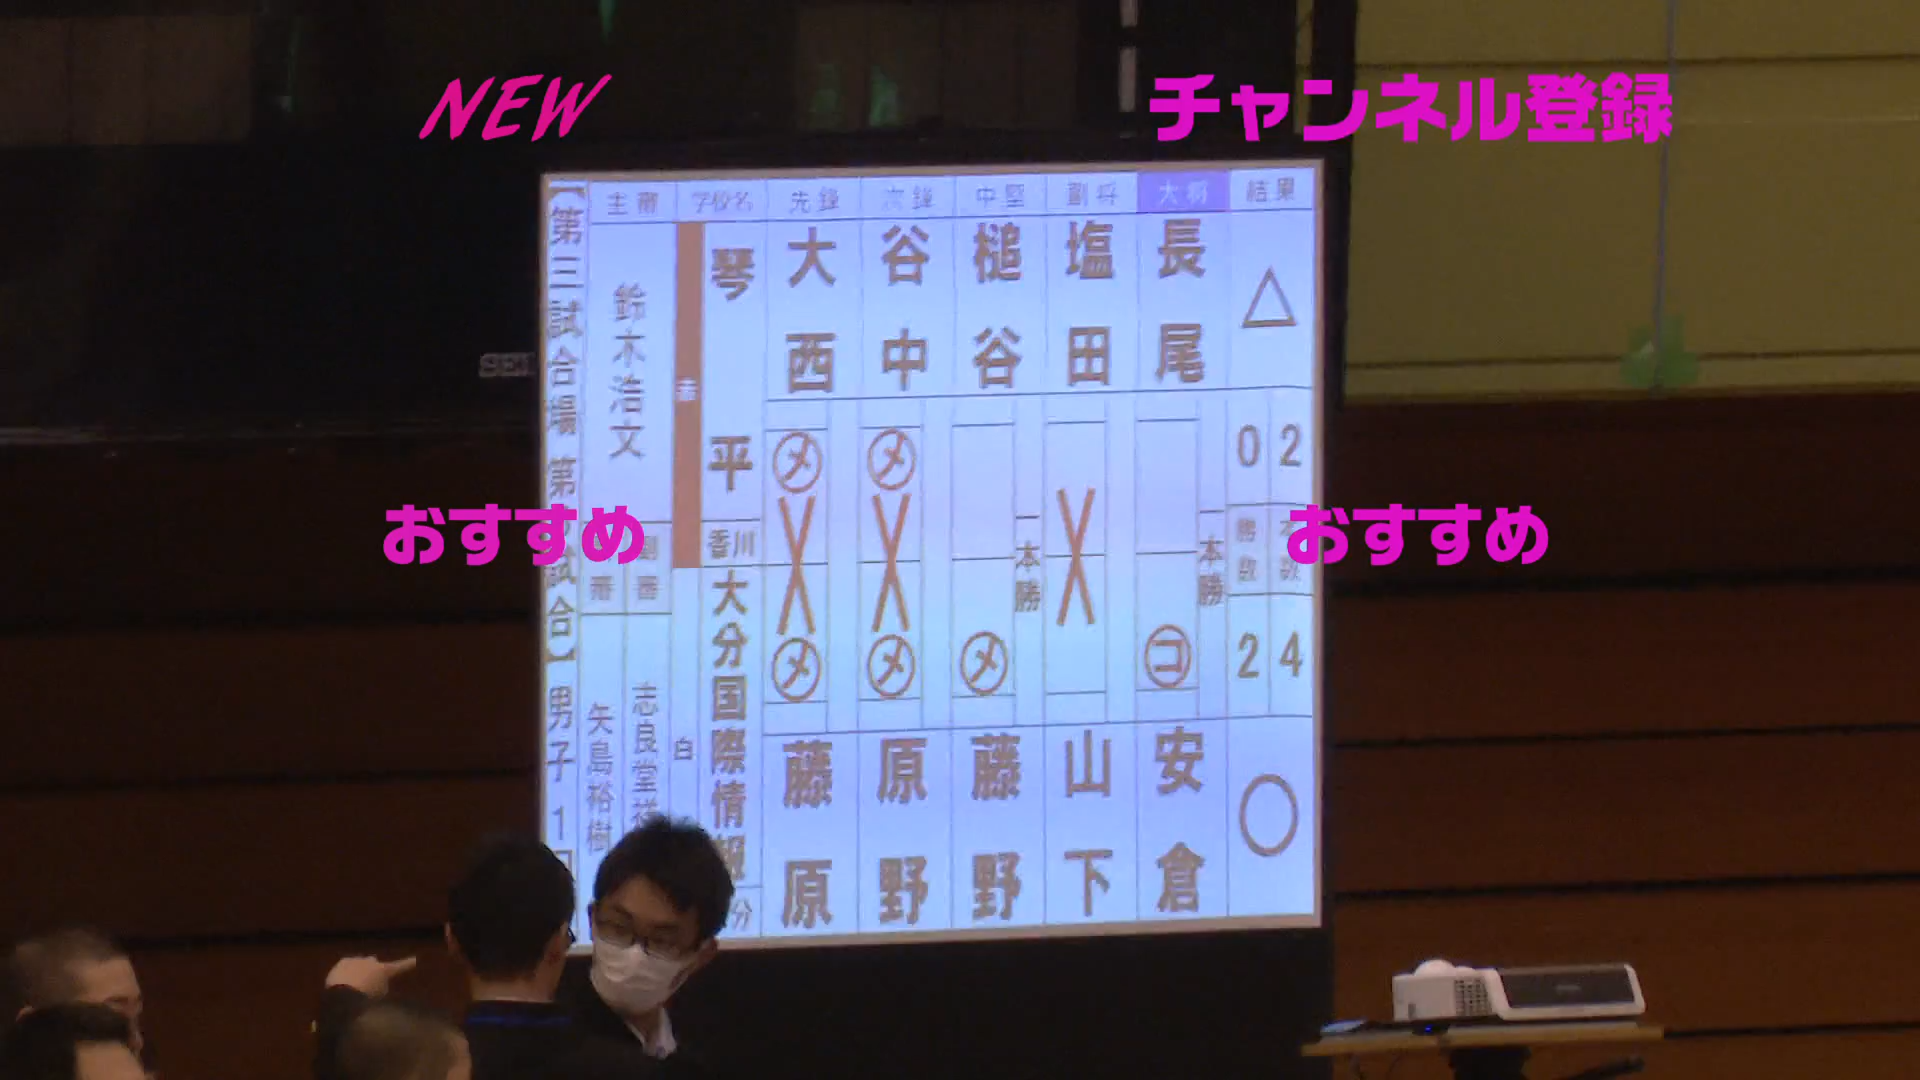 NEW
チャンネル登録
おすすめ
おすすめ
【第三試合場
試合】男子 1
主審
学校名
先鋒
次鋒
中堅
副将
大将
結果
鈴木浩文
赤
琴平
香川
大西
谷中
槌谷
塩田
長尾
△
メ
メ
0 2
一本勝
一本勝
勝数
本数
メ
メ
メ
コ
2 4
矢島裕樹
志良堂
白
大分国際情報
分
藤原
原野
藤野
山下
安倉
○